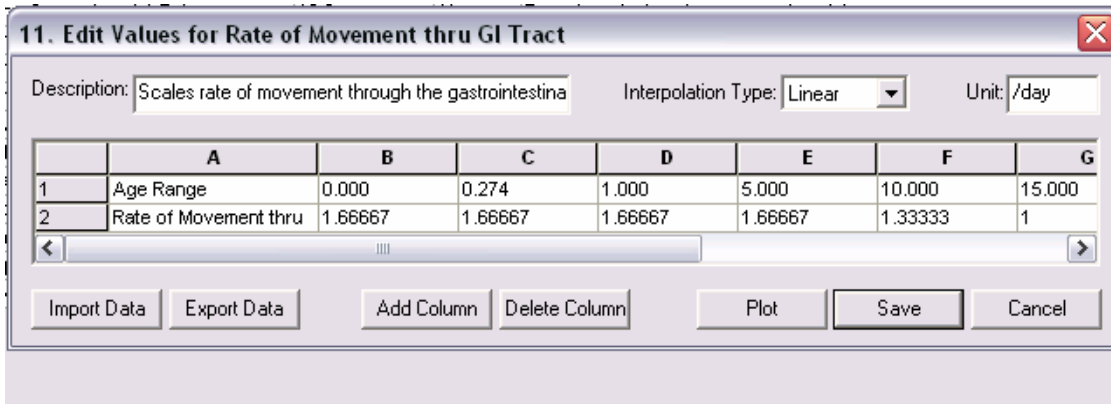 11. Edit Values for Rate of Movement thru GI Tract
Description: Scales rate of movement through the gastrointestina Interpolation Type: Linear Unit: /day
A B C D E F G
1 Age Range 0.000 0.274 1.000 5.000 10.000 15.000
2 Rate of Movement thru 1.66667 1.66667 1.66667 1.66667 1.33333 1
Import Data Export Data Add Column Delete Column Plot Save Cancel